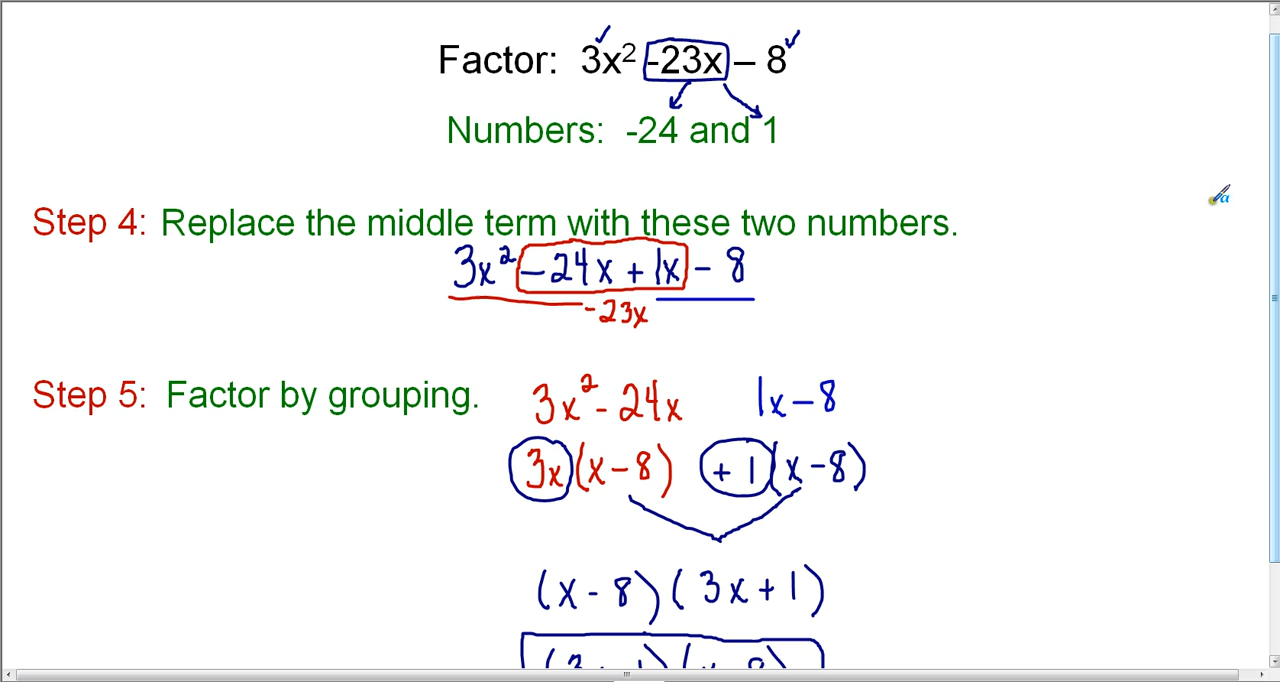 Factor: 3x² -23x – 8
Numbers: -24 and 1
Step 4: Replace the middle term with these two numbers.
3x² - 24x + 1x - 8
-23x
Step 5: Factor by grouping. 3x² - 24x 1x - 8
3x(x - 8) + 1(x - 8)
(x - 8)(3x + 1)